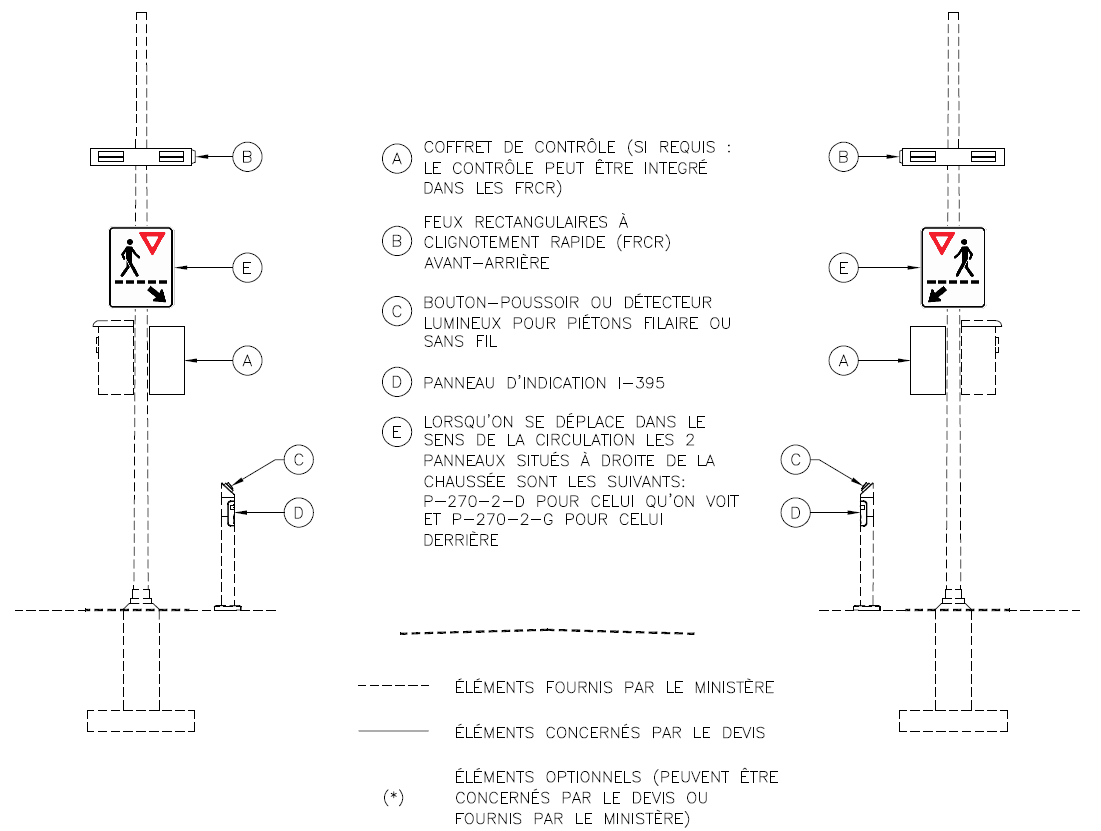 B
E
A
C
D
A COFFRET DE CONTRÔLE (SI REQUIS :
LE CONTRÔLE PEUT ÊTRE INTEGRÉ
DANS LES FRCR)
B FEUX RECTANGULAIRES À
CLIGNOTEMENT RAPIDE (FRCR)
AVANT-ARRIÈRE
C BOUTON-POUSSOIR OU DÉTECTEUR
LUMINEUX POUR PIÉTONS FILAIRE OU
SANS FIL
D PANNEAU D'INDICATION I-395
E LORSQU'ON SE DÉPLACE DANS LE
SENS DE LA CIRCULATION LES 2
PANNEAUX SITUÉS À DROITE DE LA
CHAUSSÉE SONT LES SUIVANTS:
P-270-2-D POUR CELUI QU'ON VOIT
ET P-270-2-G POUR CELUI
DERRIÈRE
B
E
A
C
D
ÉLÉMENTS FOURNIS PAR LE MINISTÈRE
ÉLÉMENTS CONCERNÉS PAR LE DEVIS
(*) ÉLÉMENTS OPTIONNELS (PEUVENT ÊTRE
CONCERNÉS PAR LE DEVIS OU
FOURNIS PAR LE MINISTÈRE)